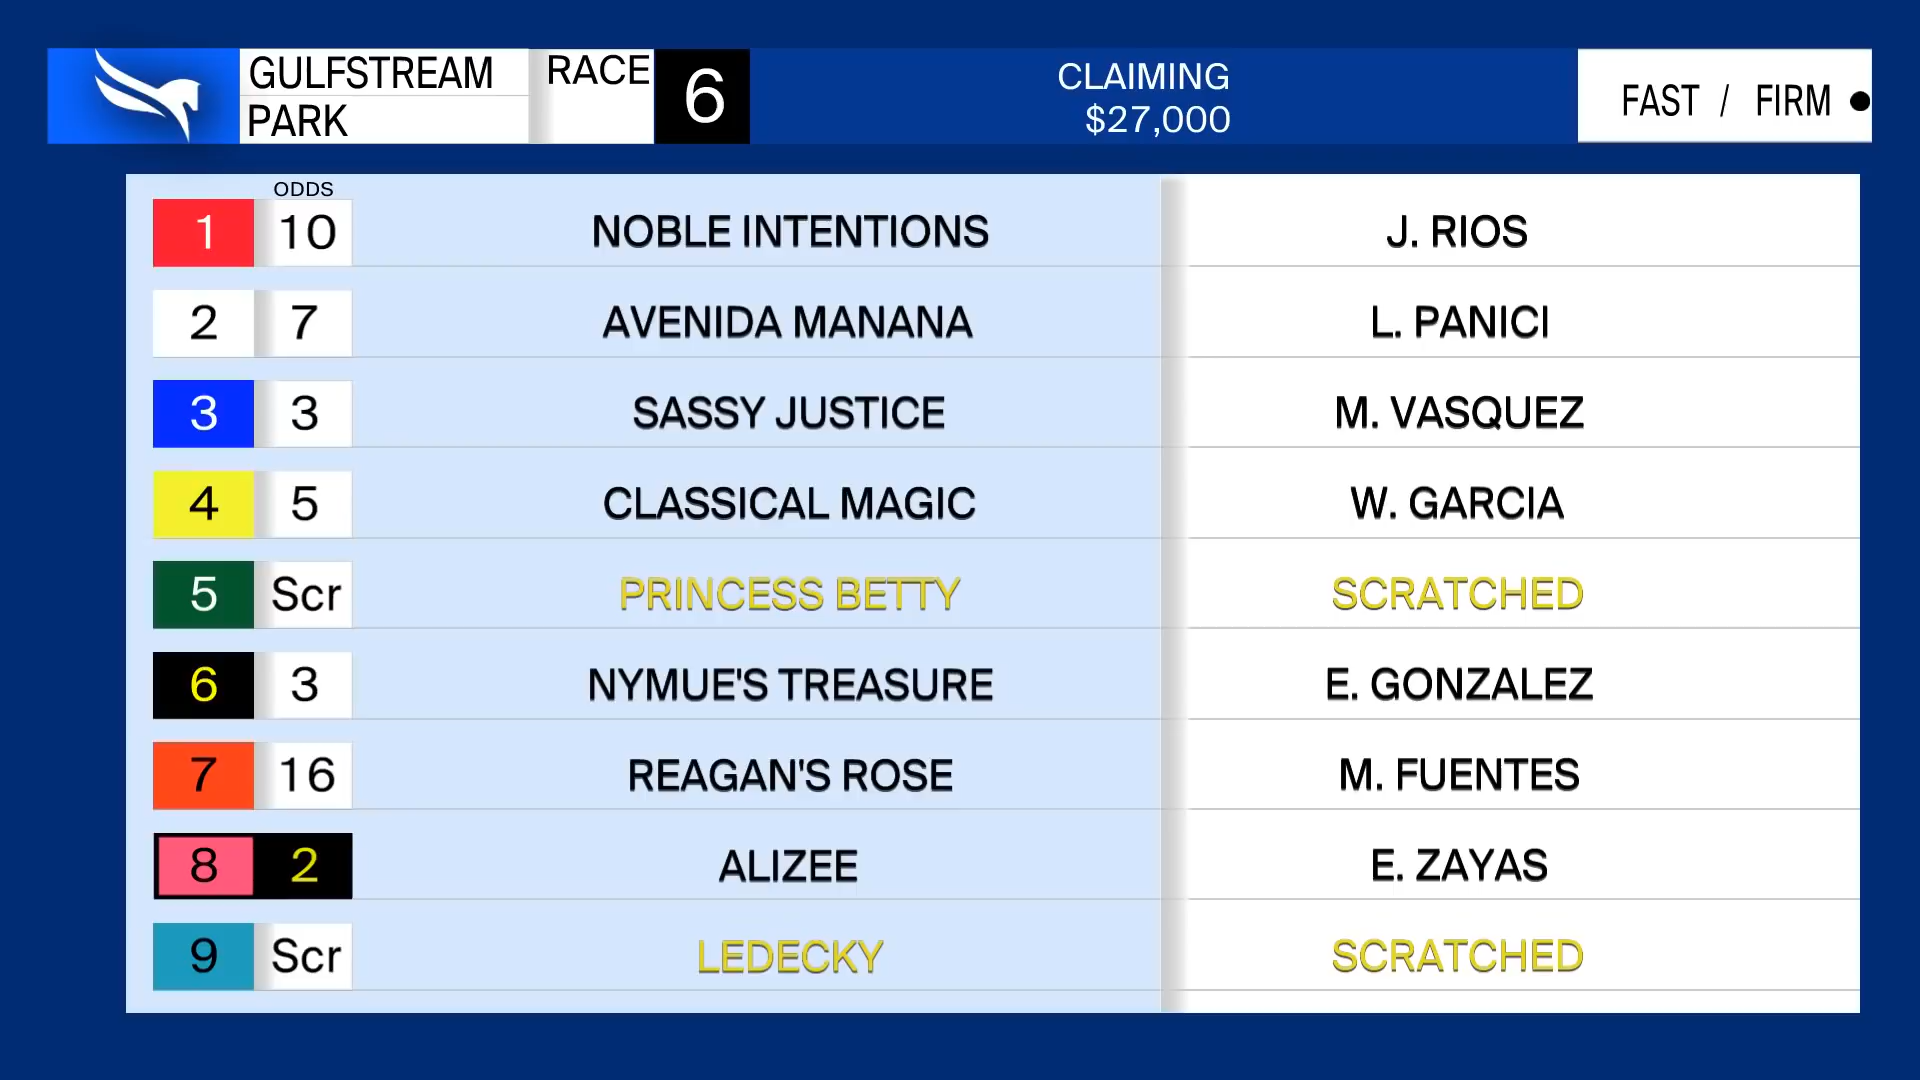 GULFSTREAM
PARK
RACE
6
CLAIMING
$27,000
FAST / FIRM
ODDS
1 10 NOBLE INTENTIONS J. RIOS
2 7 AVENIDA MANANA L. PANICI
3 3 SASSY JUSTICE M. VASQUEZ
4 5 CLASSICAL MAGIC W. GARCIA
5 Scr PRINCESS BETTY SCRATCHED
6 3 NYMUE'S TREASURE E. GONZALEZ
7 16 REAGAN'S ROSE M. FUENTES
8 2 ALIZEE E. ZAYAS
9 Scr LEDECKY SCRATCHED